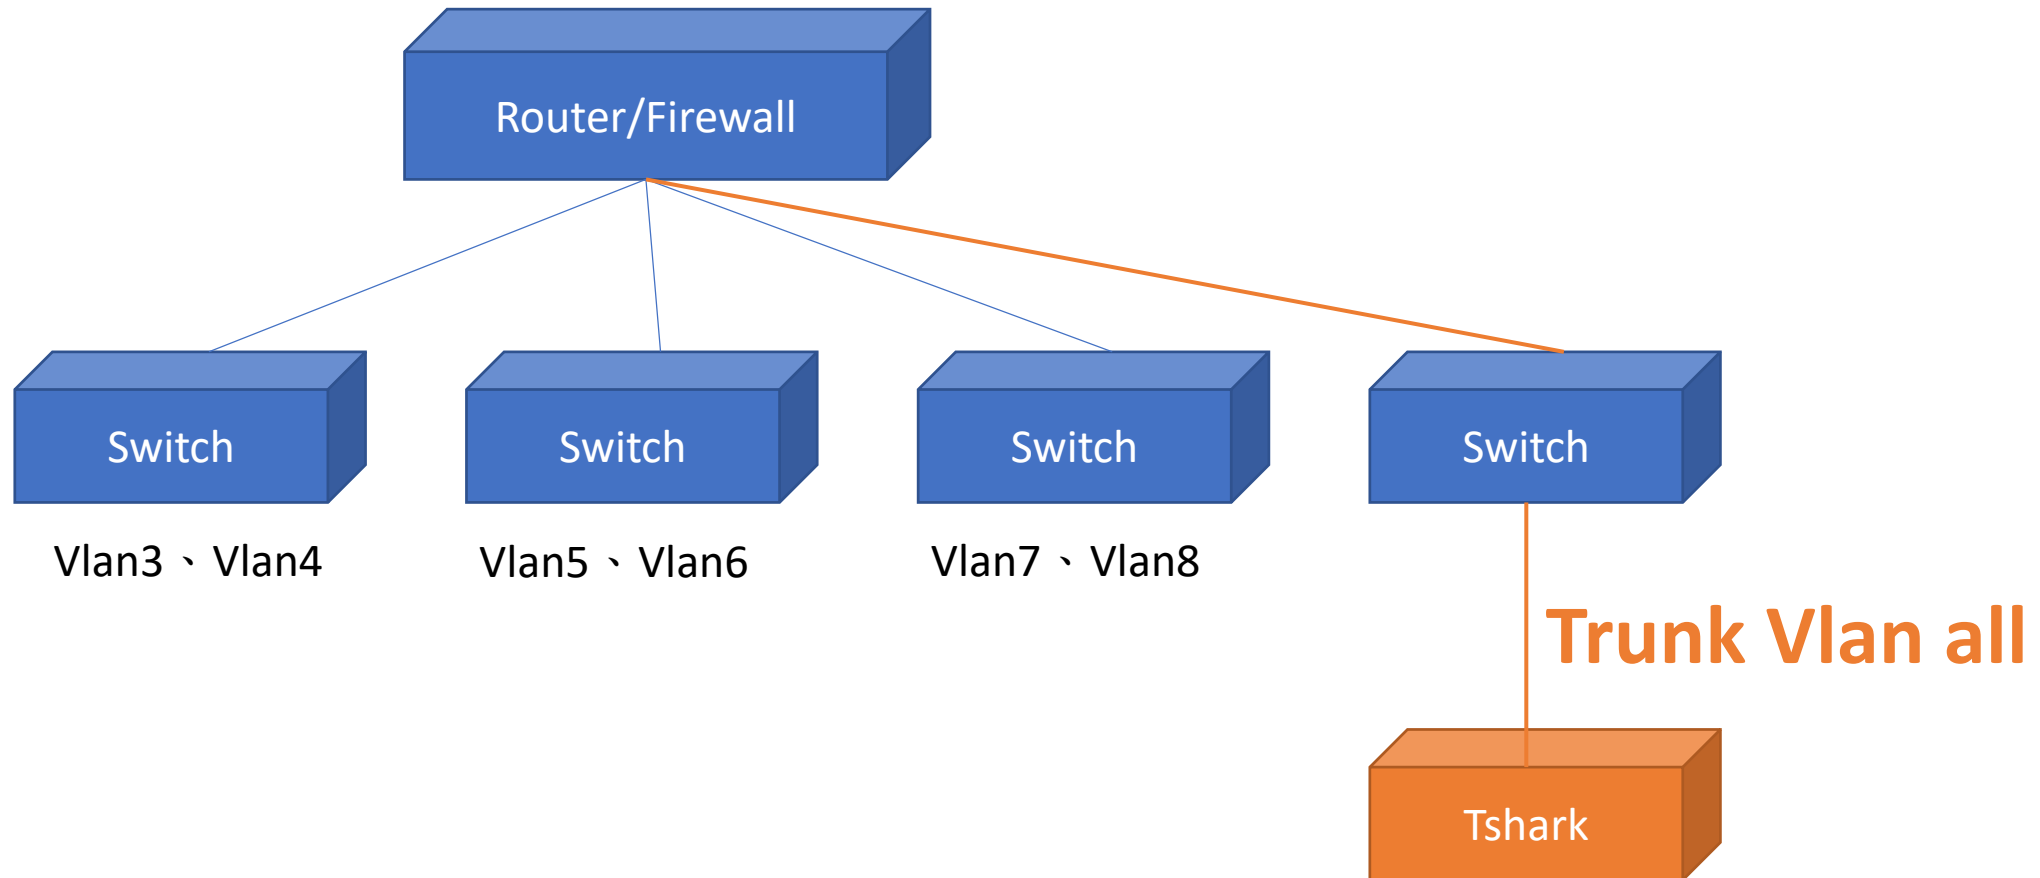 Router/Firewall
Switch
Switch
Switch
Switch
Vlan3、Vlan4
Vlan5、Vlan6
Vlan7、Vlan8
Trunk Vlan all
Tshark